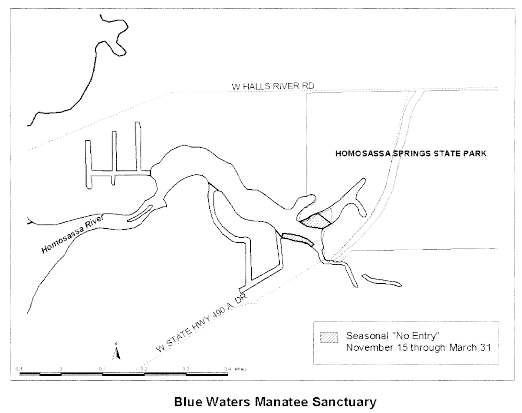 W HALLS RIVER RD
HOMOSASSA SPRINGS STATE PARK
Homosassa River
W STATE HWY 490 A DR
Seasonal "No Entry"
November 15 through March 31
Blue Waters Manatee Sanctuary